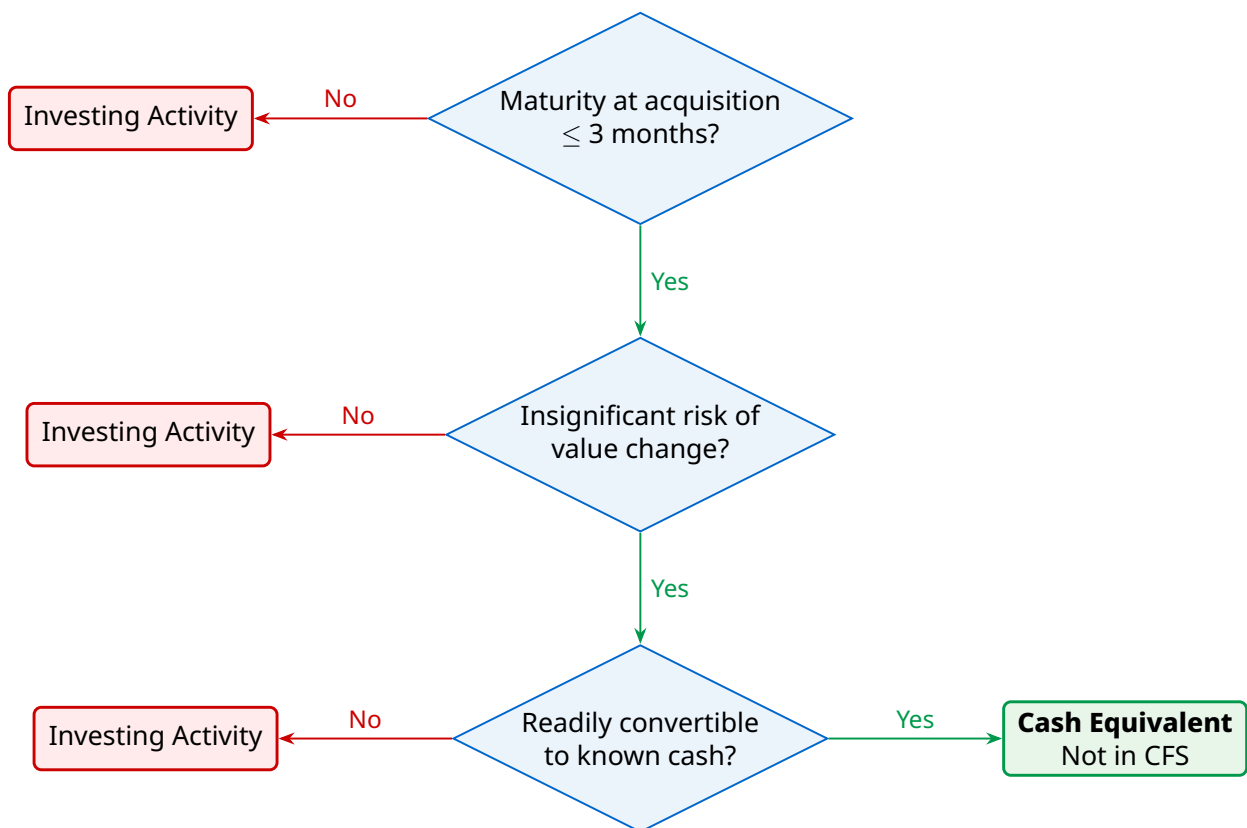 Maturity at acquisition
≤ 3 months?
No
Investing Activity
Yes
Insignificant risk of
value change?
No
Investing Activity
Yes
Readily convertible
to known cash?
No
Investing Activity
Yes
Cash Equivalent
Not in CFS